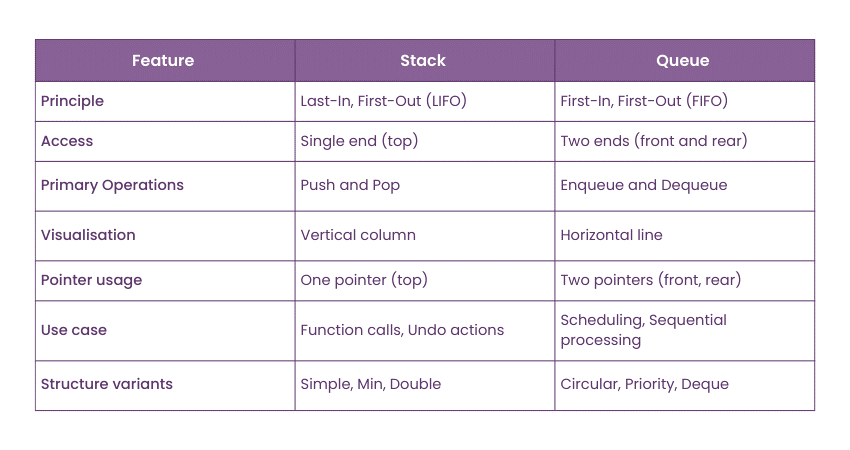 Feature Stack Queue
Principle Last-In, First-Out (LIFO) First-In, First-Out (FIFO)
Access Single end (top) Two ends (front and rear)
Primary Operations Push and Pop Enqueue and Dequeue
Visualisation Vertical column Horizontal line
Pointer usage One pointer (top) Two pointers (front, rear)
Use case Function calls, Undo actions Scheduling, Sequential
processing
Structure variants Simple, Min, Double Circular, Priority, Deque